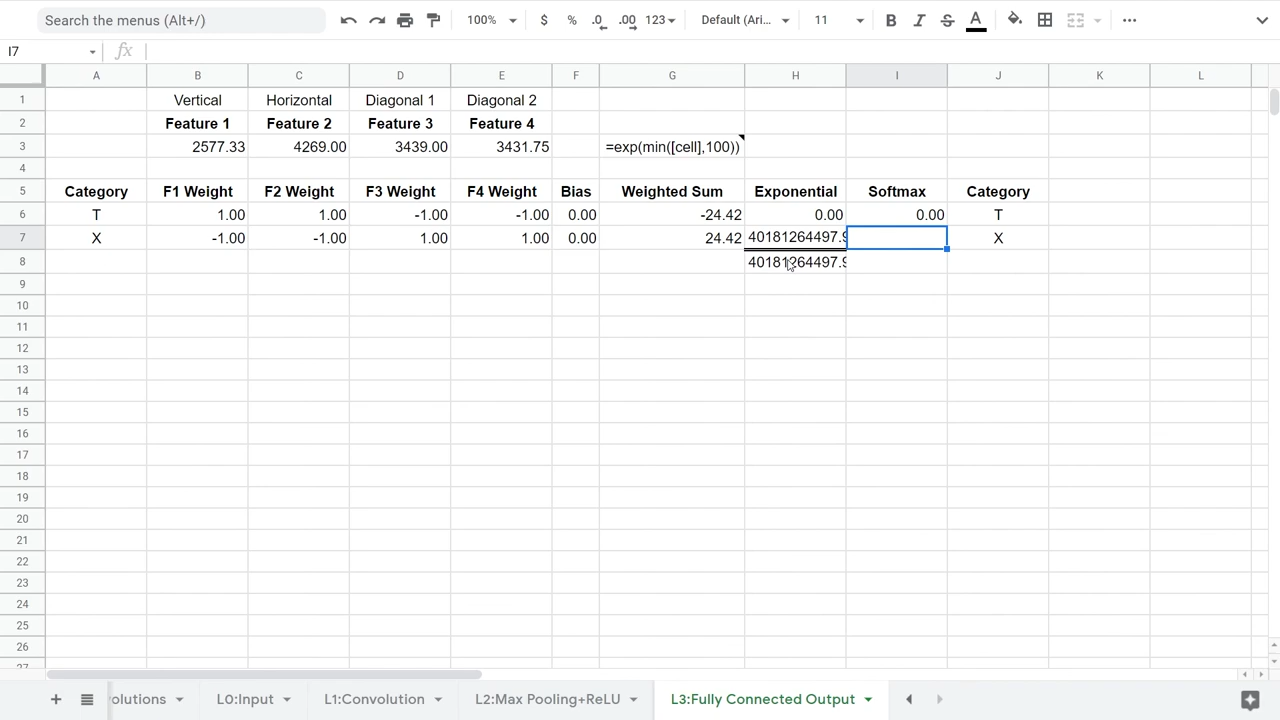 Search the menus (Alt+/) 100% $ % .0 .00 123 Default (Ari... 11 B I S A
I7 fx
A B C D E F G H I J K L
1 Vertical Horizontal Diagonal 1 Diagonal 2
2 Feature 1 Feature 2 Feature 3 Feature 4
3 2577.33 4269.00 3439.00 3431.75 =exp(min([cell],100))
4
5 Category F1 Weight F2 Weight F3 Weight F4 Weight Bias Weighted Sum Exponential Softmax Category
6 T 1.00 1.00 -1.00 -1.00 0.00 -24.42 0.00 0.00 T
7 X -1.00 -1.00 1.00 1.00 0.00 24.42 40181264497.9 X
8 40181264497.9
9
10
11
12
13
14
15
16
17
18
19
20
21
22
23
24
25
26
27
olutions L0:Input L1:Convolution L2:Max Pooling+ReLU L3:Fully Connected Output